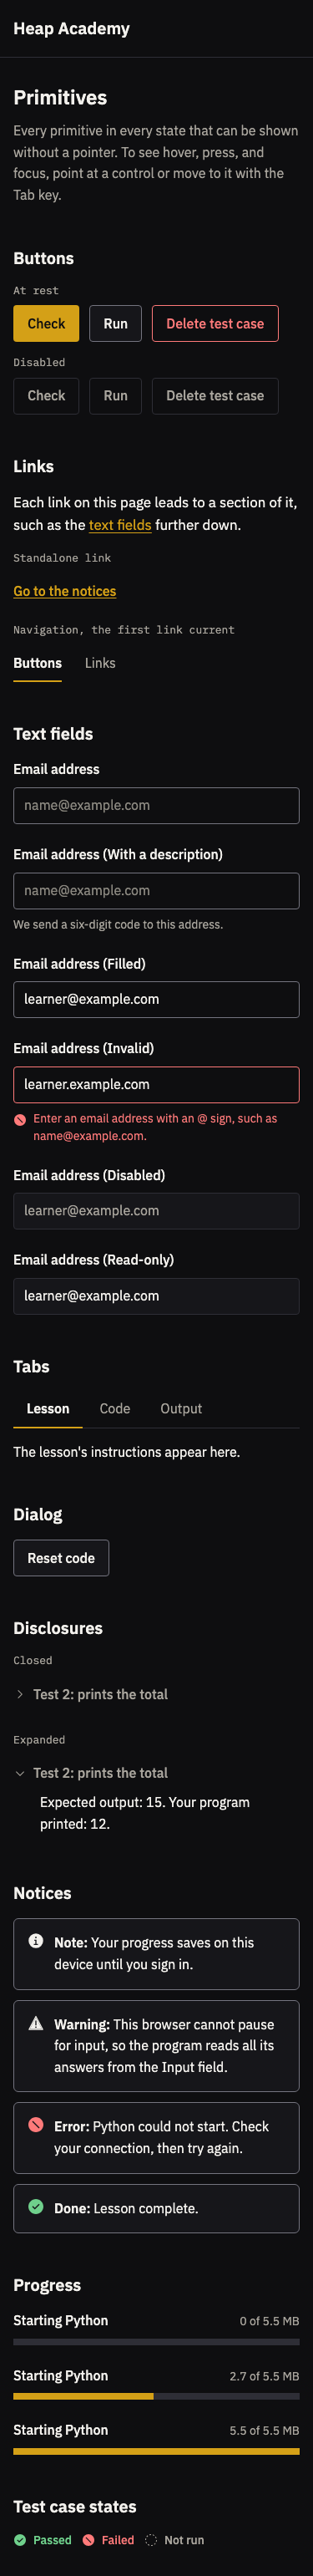 Heap Academy
Primitives
Every primitive in every state that can be shown
without a pointer. To see hover, press, and
focus, point at a control or move to it with the
Tab key.
Buttons
At rest
Check Run Delete test case
Disabled
Check Run Delete test case
Links
Each link on this page leads to a section of it,
such as the text fields further down.
Standalone link
Go to the notices
Navigation, the first link current
Buttons Links
Text fields
Email address
name@example.com
Email address (With a description)
name@example.com
We send a six-digit code to this address.
Email address (Filled)
learner@example.com
Email address (Invalid)
learner.example.com
Enter an email address with an @ sign, such as
name@example.com.
Email address (Disabled)
learner@example.com
Email address (Read-only)
learner@example.com
Tabs
Lesson Code Output
The lesson's instructions appear here.
Dialog
Reset code
Disclosures
Closed
Test 2: prints the total
Expanded
Test 2: prints the total
Expected output: 15. Your program
printed: 12.
Notices
Note: Your progress saves on this
device until you sign in.
Warning: This browser cannot pause
for input, so the program reads all its
answers from the Input field.
Error: Python could not start. Check
your connection, then try again.
Done: Lesson complete.
Progress
Starting Python 0 of 5.5 MB
Starting Python 2.7 of 5.5 MB
Starting Python 5.5 of 5.5 MB
Test case states
Passed Failed Not run